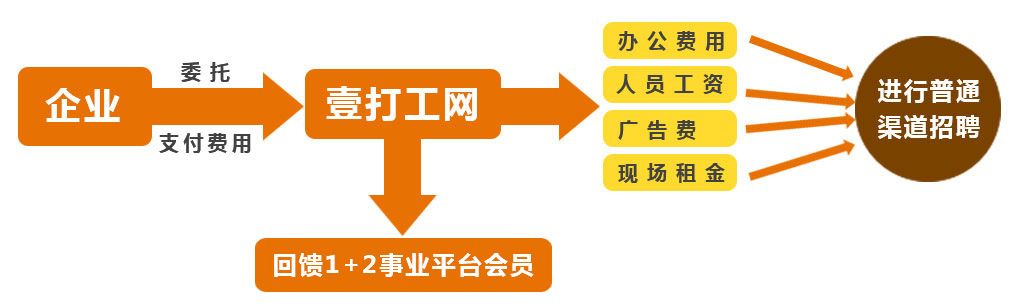 企业
委托
支付费用
壹打工网
办公费用
人员工资
广告费
现场租金
进行普通
渠道招聘
回馈1+2事业平台会员